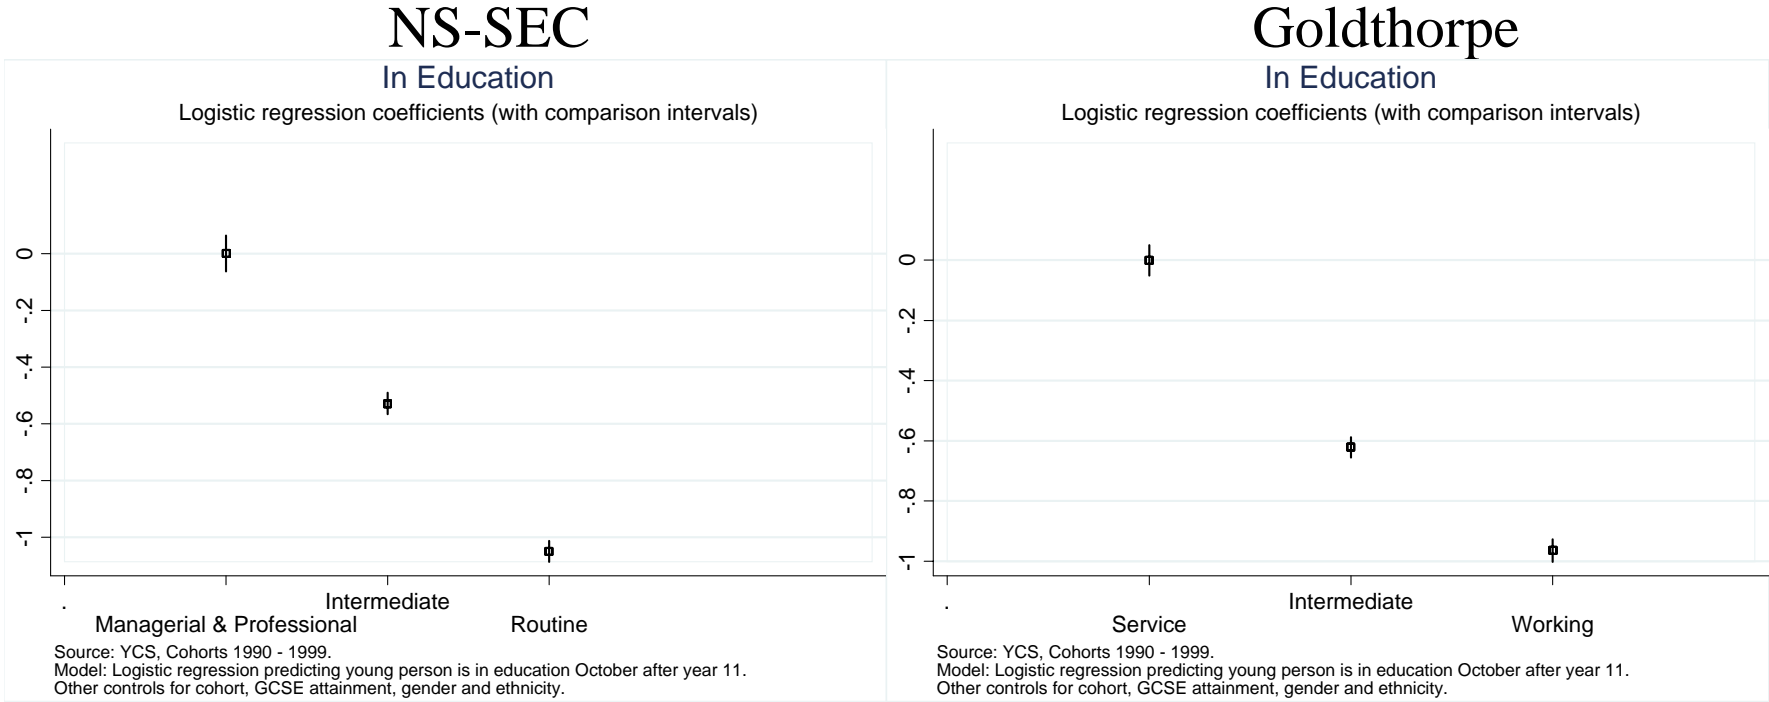 NS-SEC
In Education
Logistic regression coefficients (with comparison intervals)
0
-.2
-.4
-.6
-.8
-1
.
Intermediate
Managerial & Professional
Routine
Source: YCS, Cohorts 1990 - 1999.
Model: Logistic regression predicting young person is in education October after year 11.
Other controls for cohort, GCSE attainment, gender and ethnicity.
Goldthorpe
In Education
Logistic regression coefficients (with comparison intervals)
0
-.2
-.4
-.6
-.8
-1
.
Intermediate
Service
Working
Source: YCS, Cohorts 1990 - 1999.
Model: Logistic regression predicting young person is in education October after year 11.
Other controls for cohort, GCSE attainment, gender and ethnicity.